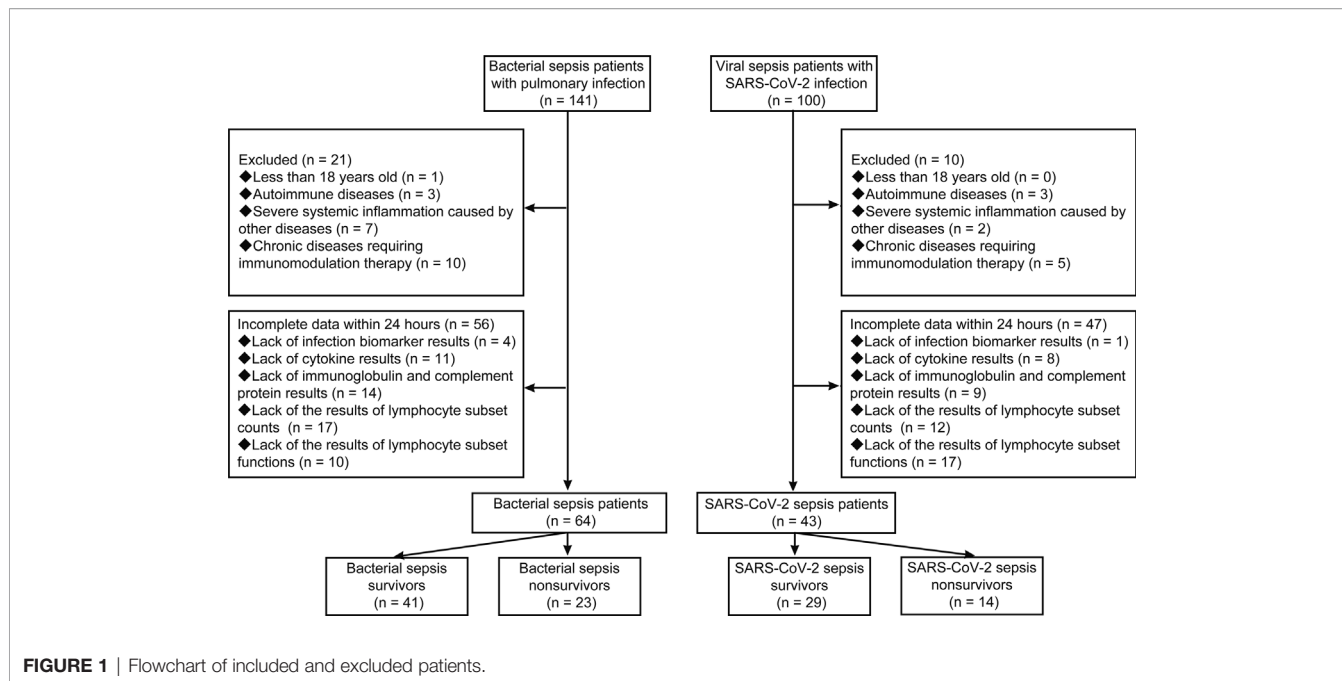 Bacterial sepsis patients
with pulmonary infection
(n = 141)
Viral sepsis patients with
SARS-CoV-2 infection
(n = 100)
Excluded (n = 21)
◆Less than 18 years old (n = 1)
◆Autoimmune diseases (n = 3)
◆Severe systemic inflammation caused by
other diseases (n = 7)
◆Chronic diseases requiring
immunomodulation therapy (n = 10)
Excluded (n = 10)
◆Less than 18 years old (n = 0)
◆Autoimmune diseases (n = 3)
◆Severe systemic inflammation caused by
other diseases (n = 2)
◆Chronic diseases requiring
immunomodulation therapy (n = 5)
Incomplete data within 24 hours (n = 56)
◆Lack of infection biomarker results (n = 4)
◆Lack of cytokine results (n = 11)
◆Lack of immunoglobulin and complement
protein results (n = 14)
◆Lack of the results of lymphocyte subset
counts (n = 17)
◆Lack of the results of lymphocyte subset
functions (n = 10)
Incomplete data within 24 hours (n = 47)
◆Lack of infection biomarker results (n = 1)
◆Lack of cytokine results (n = 8)
◆Lack of immunoglobulin and complement
protein results (n = 9)
◆Lack of the results of lymphocyte subset
counts (n = 12)
◆Lack of the results of lymphocyte subset
functions (n = 17)
Bacterial sepsis patients
(n = 64)
SARS-CoV-2 sepsis patients
(n = 43)
Bacterial sepsis
survivors
(n = 41)
Bacterial sepsis
nonsurvivors
(n = 23)
SARS-CoV-2 sepsis
survivors
(n = 29)
SARS-CoV-2 sepsis
nonsurvivors
(n = 14)
FIGURE 1 | Flowchart of included and excluded patients.